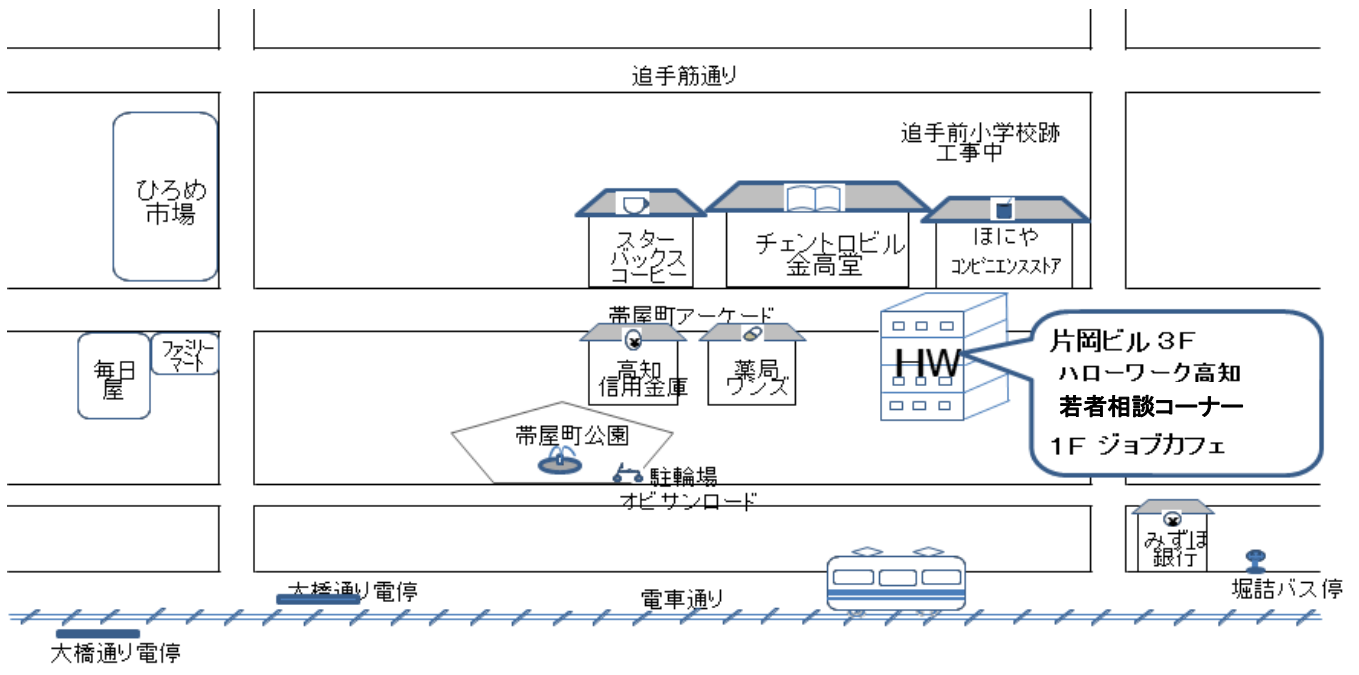 追手筋通り
追手前小学校跡
工事中
ひろめ
市場
スター
バックス
コーヒー
チェントロビル
金高堂
ほにや
コンビニエンスストア
帯屋町アーケード
毎日
屋
ファミリー
マート
高知
信用金庫
薬局
ワンズ
HW
片岡ビル 3F
ハローワーク高知
若者相談コーナー
1F ジョブカフェ
帯屋町公園
駐輪場
オビサンロード
みずほ
銀行
大橋通り電停
電車通り
堀詰バス停
大橋通り電停